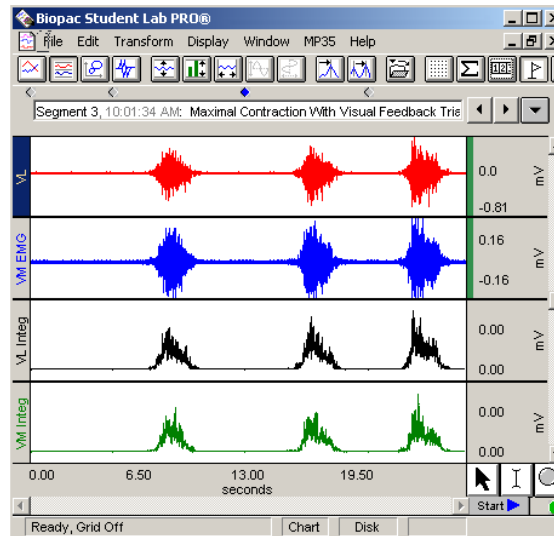 Biopac Student Lab PRO®
File Edit Transform Display Window MP35 Help
Segment 3, 10:01:34 AM: Maximal Contraction With Visual Feedback Tria
VL
0.0
-0.81
mV
VM EMG
0.16
-0.16
mV
VL Integ
0.00
0.00
mV
VM Integ
0.00
0.00
mV
0.00 6.50 13.00 19.50
seconds
Start
Ready, Grid Off Chart Disk